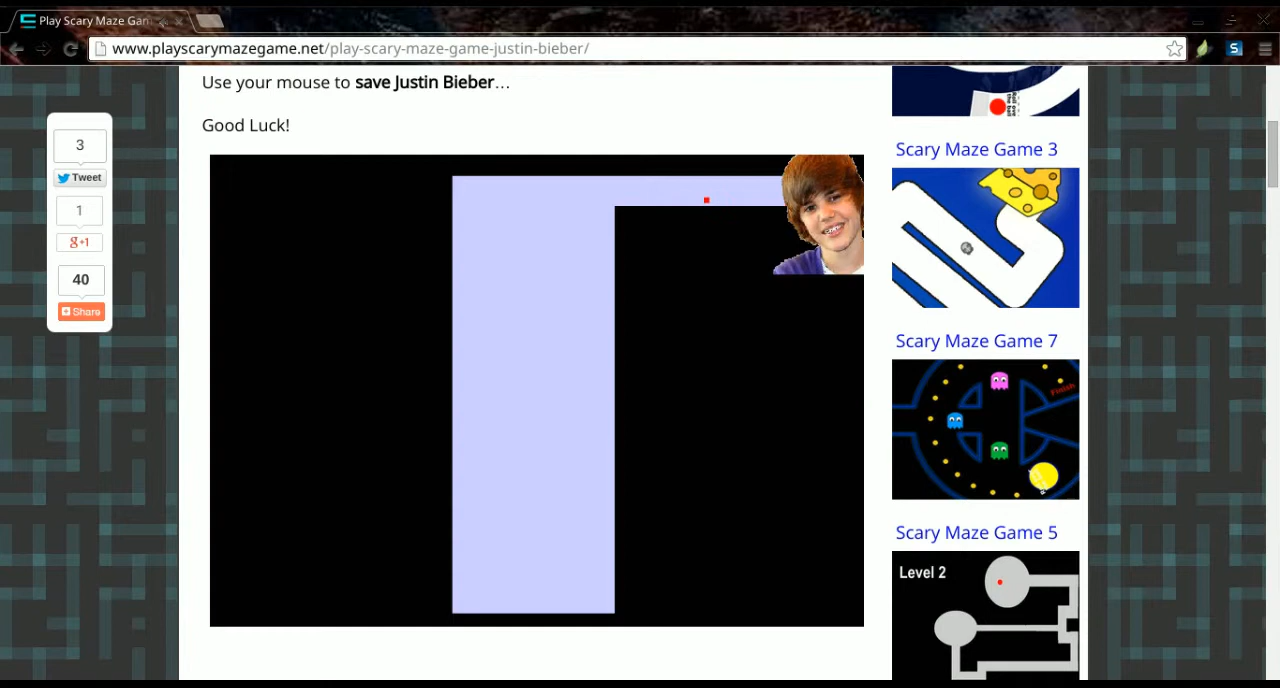 Play Scary Maze Gam
www.playscarymazegame.net/play-scary-maze-game-justin-bieber/
S
Use your mouse to save Justin Bieber...
Good Luck!
3
Tweet
1
g+1
40
Share
Scary Maze Game 3
Scary Maze Game 7
Finish
Scary Maze Game 5
Level 2